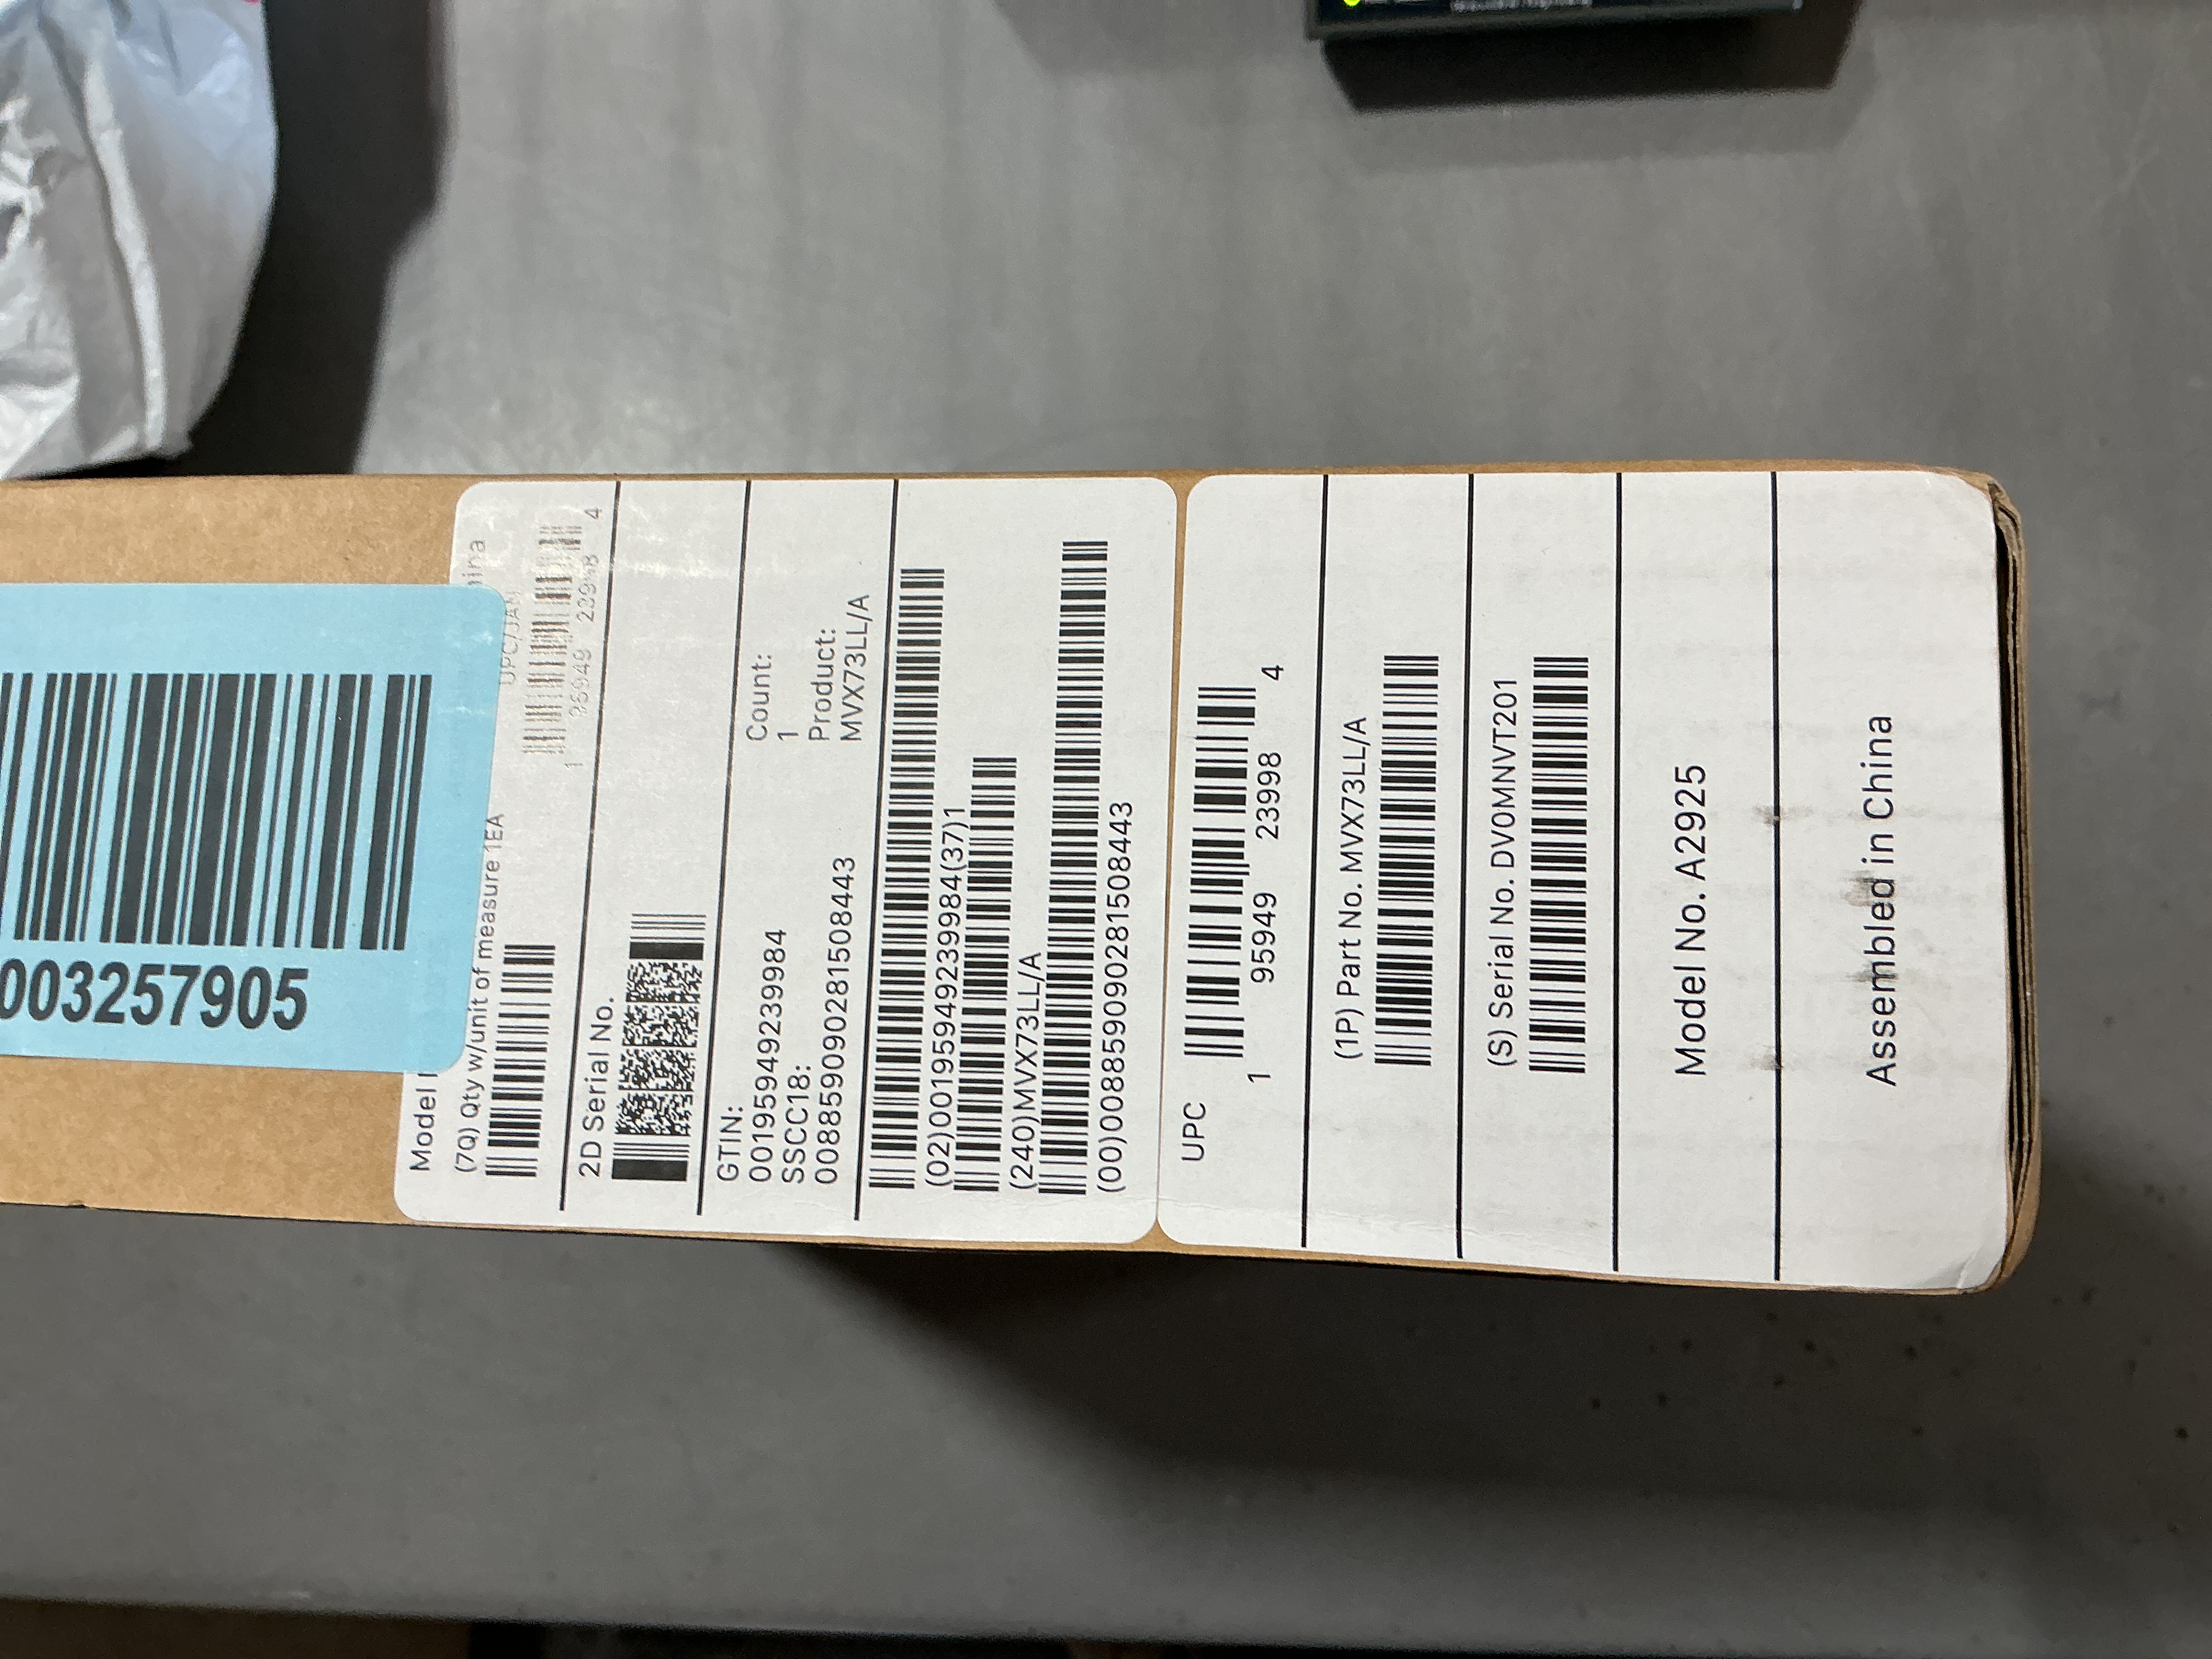 003257905
Model
(7Q) Qty w/unit of measure 1EA
UPC/JAN
1 95949 23998 4
2D Serial No.
GTIN:
00195949239984
SSCC18:
008859090281508443
Count:
1
Product:
MVX73LL/A
(02)00195949239984(37)1
(240)MVX73LL/A
(00)008859090281508443
UPC
1 95949 23998 4
(1P) Part No. MVX73LL/A
(S) Serial No. DV0MNVT201
Model No. A2925
Assembled in China